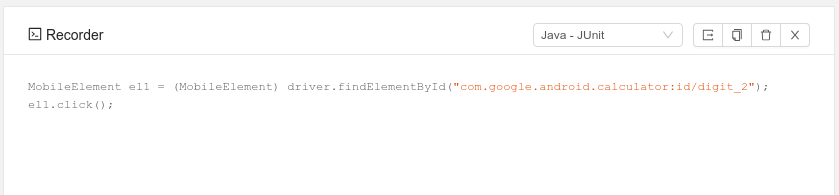 Recorder
Java - JUnit
MobileElement el1 = (MobileElement) driver.findElementById("com.google.android.calculator:id/digit_2");
el1.click();